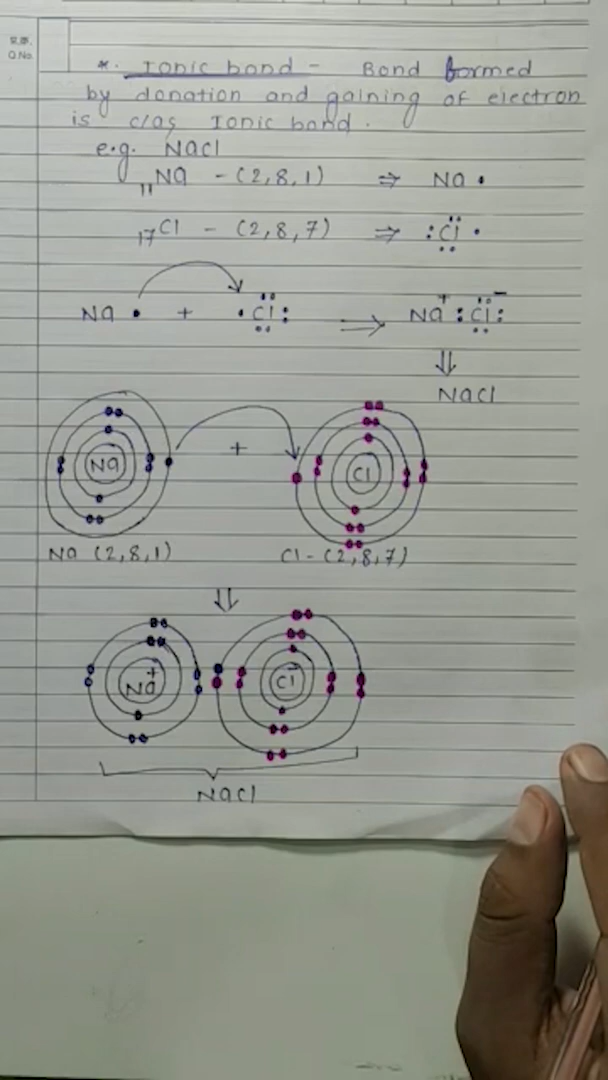 Q.No.
*. Ionic bond - Bond formed
by donation and gaining of electron
is c/as Ionic bond.
e.g. NaCl
₁₁Na - (2,8,1) ⇒ Na •
₁₇Cl - (2,8,7) ⇒ :Cl •
Na • + •Cl: ⇒ Na⁺ :Cl:⁻
⇓
NaCl
Na + Cl
Na (2,8,1) Cl - (2,8,7)
⇓
Na⁺ Cl⁻
NaCl